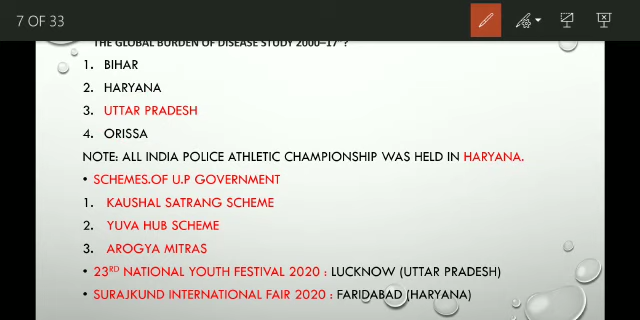 7 OF 33
THE GLOBAL BURDEN OF DISEASE STUDY 2000–17"?
1. BIHAR
2. HARYANA
3. UTTAR PRADESH
4. ORISSA
NOTE: ALL INDIA POLICE ATHLETIC CHAMPIONSHIP WAS HELD IN HARYANA.
• SCHEMES.OF U.P GOVERNMENT
1. KAUSHAL SATRANG SCHEME
2. YUVA HUB SCHEME
3. AROGYA MITRAS
• 23RD NATIONAL YOUTH FESTIVAL 2020 : LUCKNOW (UTTAR PRADESH)
• SURAJKUND INTERNATIONAL FAIR 2020 : FARIDABAD (HARYANA)